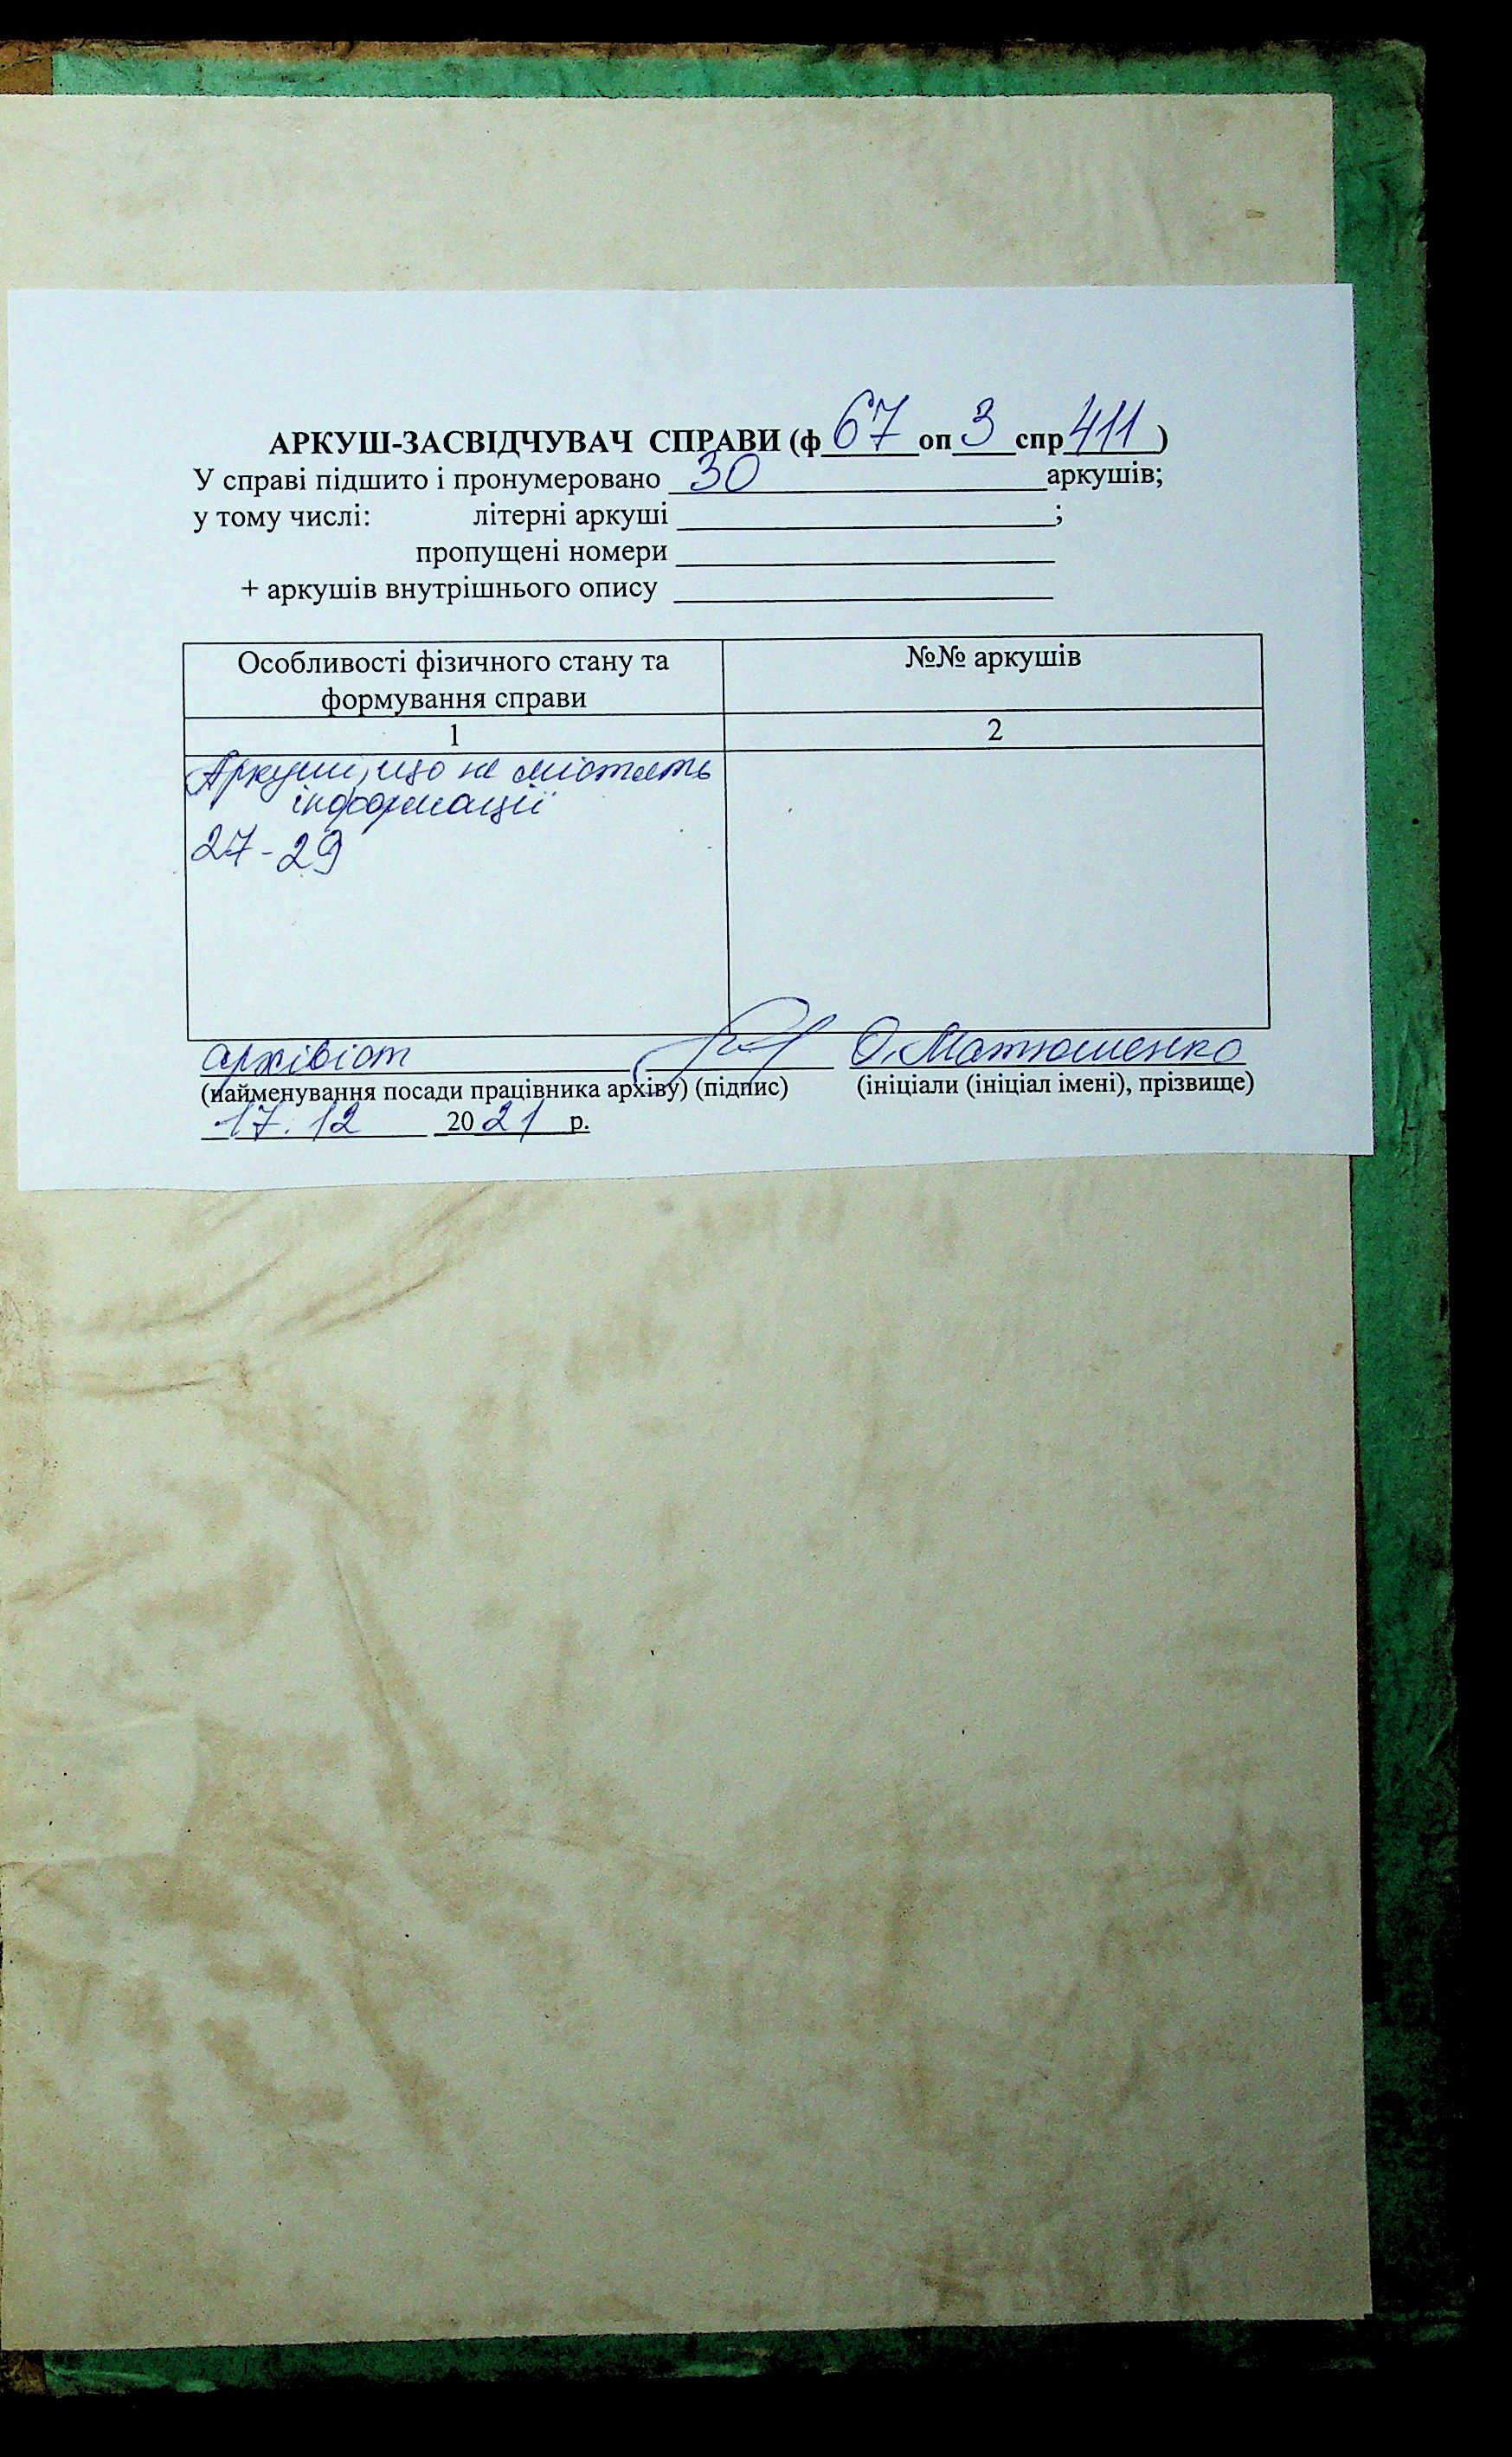 АРКУШ-ЗАСВІДЧУВАЧ СПРАВИ (ф 67 оп 3 спр 411)
У справі підшито і пронумеровано 30 аркушів;
у тому числі: літерні аркуші ;
пропущені номери
+ аркушів внутрішнього опису
Особливості фізичного стану та №№ аркушів
формування справи
1 2
Аркуші, що не містять
інформації
27-29
архівіст О. Матюшенко
(найменування посади працівника архіву) (підпис) (ініціали (ініціал імені), прізвище)
17.12 2021 р.